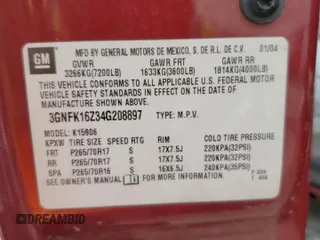 GM
MFD BY GENERAL MOTORS DE MEXICO, S. DE R.L. DE C.V. 01/04
GVWR GAWR FRT GAWR RR
3266KG(7200LB) 1633KG(3600LB) 1814KG(4000LB)
THIS VEHICLE CONFORMS TO ALL APPLICABLE U.S. FEDERAL MOTOR
VEHICLE SAFETY STANDARDS IN EFFECT ON THE DATE OF
MANUFACTURE SHOWN ABOVE.
3GNFK16Z34G208897 TYPE: M.P.V.
MODEL: K15906
KPXW TIRE SIZE SPEED RTG RIM COLD TIRE PRESSURE
FRT P265/70R17 S 17X7.5J 220KPA(32PSI)
RR P265/70R17 S 17X7.5J 220KPA(32PSI)
SPA P265/70R16 S 16X6.5J 240KPA(35PSI)
SEE OWNER'S MANUAL FOR ADDITIONAL INFORMATION.
DREAMBID